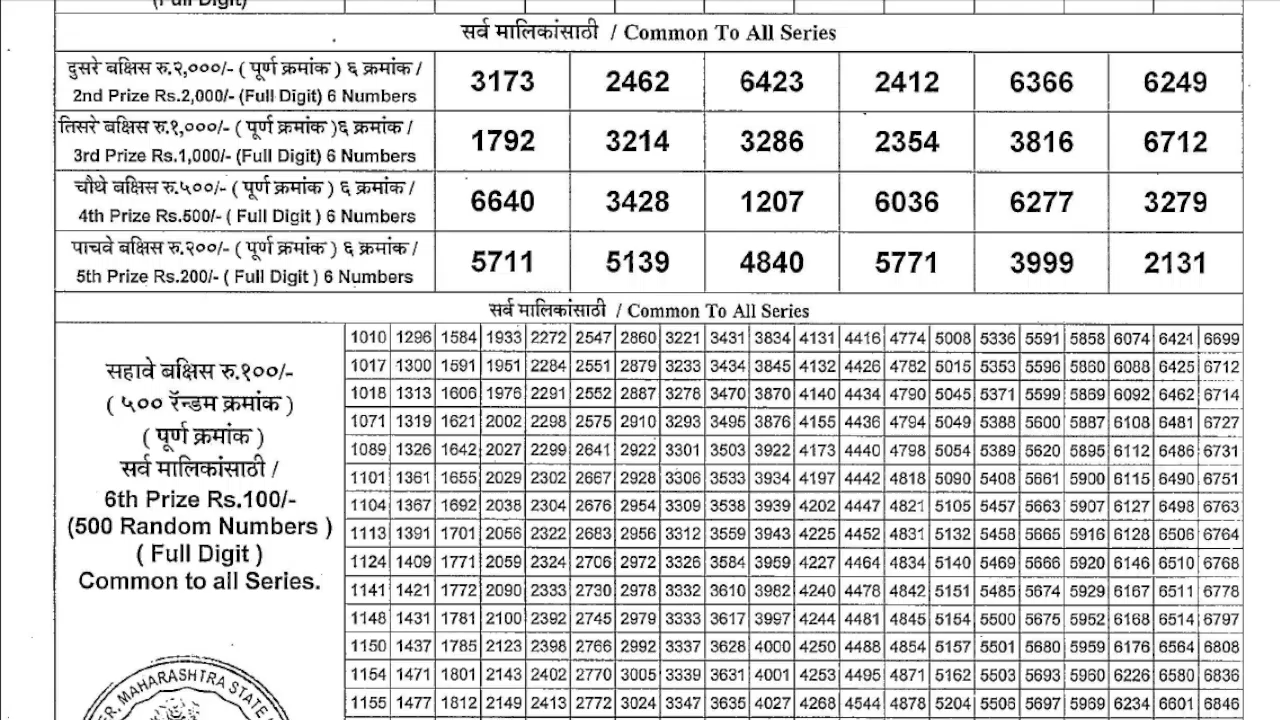 (Full Digit)
सर्व मालिकांसाठी / Common To All Series
दुसरे बक्षिस रु.२,०००/- ( पूर्ण क्रमांक ) ६ क्रमांक /
2nd Prize Rs.2,000/- (Full Digit) 6 Numbers
3173 2462 6423 2412 6366 6249
तिसरे बक्षिस रु.१,०००/- ( पूर्ण क्रमांक )६ क्रमांक /
3rd Prize Rs.1,000/- (Full Digit) 6 Numbers
1792 3214 3286 2354 3816 6712
चौथे बक्षिस रु.५००/- ( पूर्ण क्रमांक ) ६ क्रमांक /
4th Prize Rs.500/- ( Full Digit ) 6 Numbers
6640 3428 1207 6036 6277 3279
पाचवे बक्षिस रु.२००/- ( पूर्ण क्रमांक ) ६ क्रमांक /
5th Prize Rs.200/- ( Full Digit ) 6 Numbers
5711 5139 4840 5771 3999 2131
सर्व मालिकांसाठी / Common To All Series
सहावे बक्षिस रु.१००/-
( ५०० रॅन्डम क्रमांक )
( पूर्ण क्रमांक )
सर्व मालिकांसाठी /
6th Prize Rs.100/-
(500 Random Numbers )
( Full Digit )
Common to all Series.
1010 1296 1584 1933 2272 2547 2860 3221 3431 3834 4131 4416 4774 5008 5336 5591 5858 6074 6421 6699
1017 1300 1591 1951 2284 2551 2879 3233 3434 3845 4132 4426 4782 5015 5353 5596 5860 6088 6425 6712
1018 1313 1606 1976 2291 2552 2887 3278 3470 3870 4140 4434 4790 5045 5371 5599 5869 6092 6462 6714
1071 1319 1621 2002 2298 2575 2910 3293 3495 3876 4155 4436 4794 5049 5388 5600 5887 6108 6481 6727
1089 1326 1642 2027 2299 2641 2922 3301 3503 3922 4173 4440 4798 5054 5389 5620 5895 6112 6486 6731
1101 1361 1655 2029 2302 2667 2928 3306 3533 3934 4197 4442 4818 5090 5408 5661 5900 6115 6490 6751
1104 1367 1692 2038 2304 2676 2954 3309 3538 3939 4202 4447 4821 5105 5457 5663 5907 6127 6498 6763
1113 1391 1701 2056 2322 2683 2956 3312 3559 3943 4225 4452 4831 5132 5458 5665 5916 6128 6506 6764
1124 1409 1771 2059 2324 2706 2972 3326 3584 3959 4227 4464 4834 5140 5469 5666 5920 6146 6510 6768
1141 1421 1772 2090 2333 2730 2978 3332 3610 3982 4240 4478 4842 5151 5485 5674 5929 6167 6511 6778
1148 1431 1781 2100 2392 2745 2979 3333 3617 3997 4244 4481 4845 5154 5500 5675 5952 6168 6514 6797
1150 1437 1785 2123 2398 2766 2992 3337 3628 4000 4250 4488 4854 5157 5501 5680 5959 6176 6564 6808
1154 1471 1801 2143 2402 2770 3005 3339 3631 4001 4253 4495 4871 5162 5503 5693 5960 6226 6580 6836
1155 1477 1812 2149 2413 2772 3024 3347 3635 4027 4268 4544 4878 5204 5506 5697 5969 6234 6601 6846
MAHARASHTRA STATE